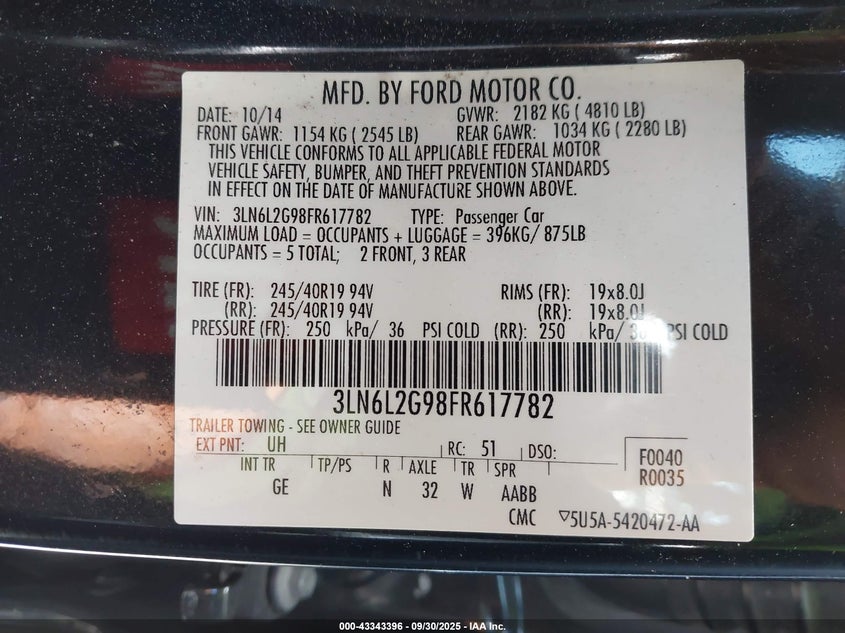 MFD. BY FORD MOTOR CO.
DATE: 10/14 GVWR: 2182 KG ( 4810 LB)
FRONT GAWR: 1154 KG ( 2545 LB) REAR GAWR: 1034 KG ( 2280 LB)
THIS VEHICLE CONFORMS TO ALL APPLICABLE FEDERAL MOTOR
VEHICLE SAFETY, BUMPER, AND THEFT PREVENTION STANDARDS
IN EFFECT ON THE DATE OF MANUFACTURE SHOWN ABOVE.
VIN: 3LN6L2G98FR617782 TYPE: Passenger Car
MAXIMUM LOAD = OCCUPANTS + LUGGAGE = 396KG/ 875LB
OCCUPANTS = 5 TOTAL; 2 FRONT, 3 REAR
TIRE (FR): 245/40R19 94V RIMS (FR): 19x8.0J
(RR): 245/40R19 94V (RR): 19x8.0J
PRESSURE (FR): 250 kPa/ 36 PSI COLD (RR): 250 kPa/ 36 PSI COLD
3LN6L2G98FR617782
TRAILER TOWING - SEE OWNER GUIDE
EXT PNT: UH RC: 51 DSO: F0040
INT TR TP/PS R AXLE TR SPR R0035
GE N 32 W AABB
CMC ▽5U5A-5420472-AA
000-43343396 - 09/30/2025 - IAA Inc.